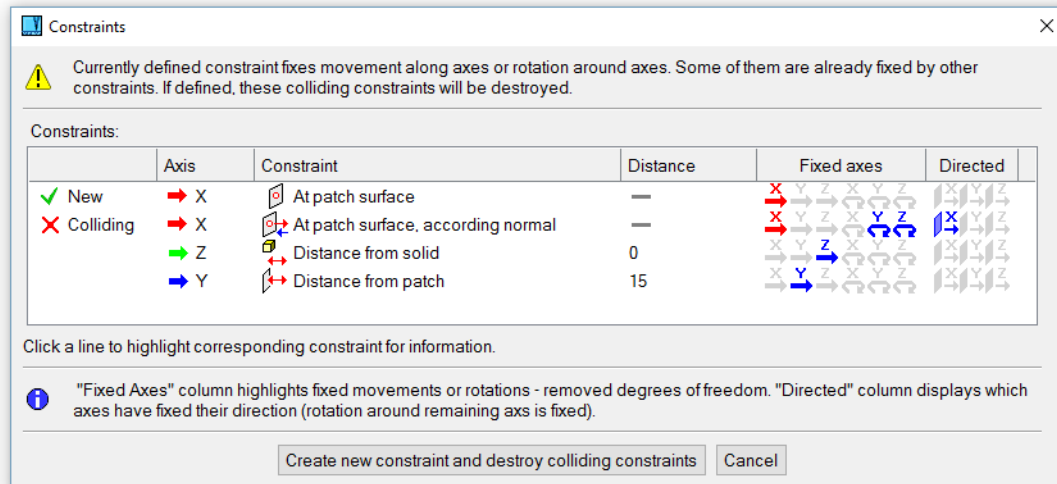 Constraints
Currently defined constraint fixes movement along axes or rotation around axes. Some of them are already fixed by other
constraints. If defined, these colliding constraints will be destroyed.
Constraints:
Axis Constraint Distance Fixed axes Directed
New X At patch surface — X Y Z X Y Z X Y Z
Colliding X At patch surface, according normal — X Y Z X Y Z X Y Z
Z Distance from solid 0 X Y Z X Y Z X Y Z
Y Distance from patch 15 X Y Z X Y Z X Y Z
Click a line to highlight corresponding constraint for information.
"Fixed Axes" column highlights fixed movements or rotations - removed degrees of freedom. "Directed" column displays which
axes have fixed their direction (rotation around remaining axs is fixed).
Create new constraint and destroy colliding constraints Cancel